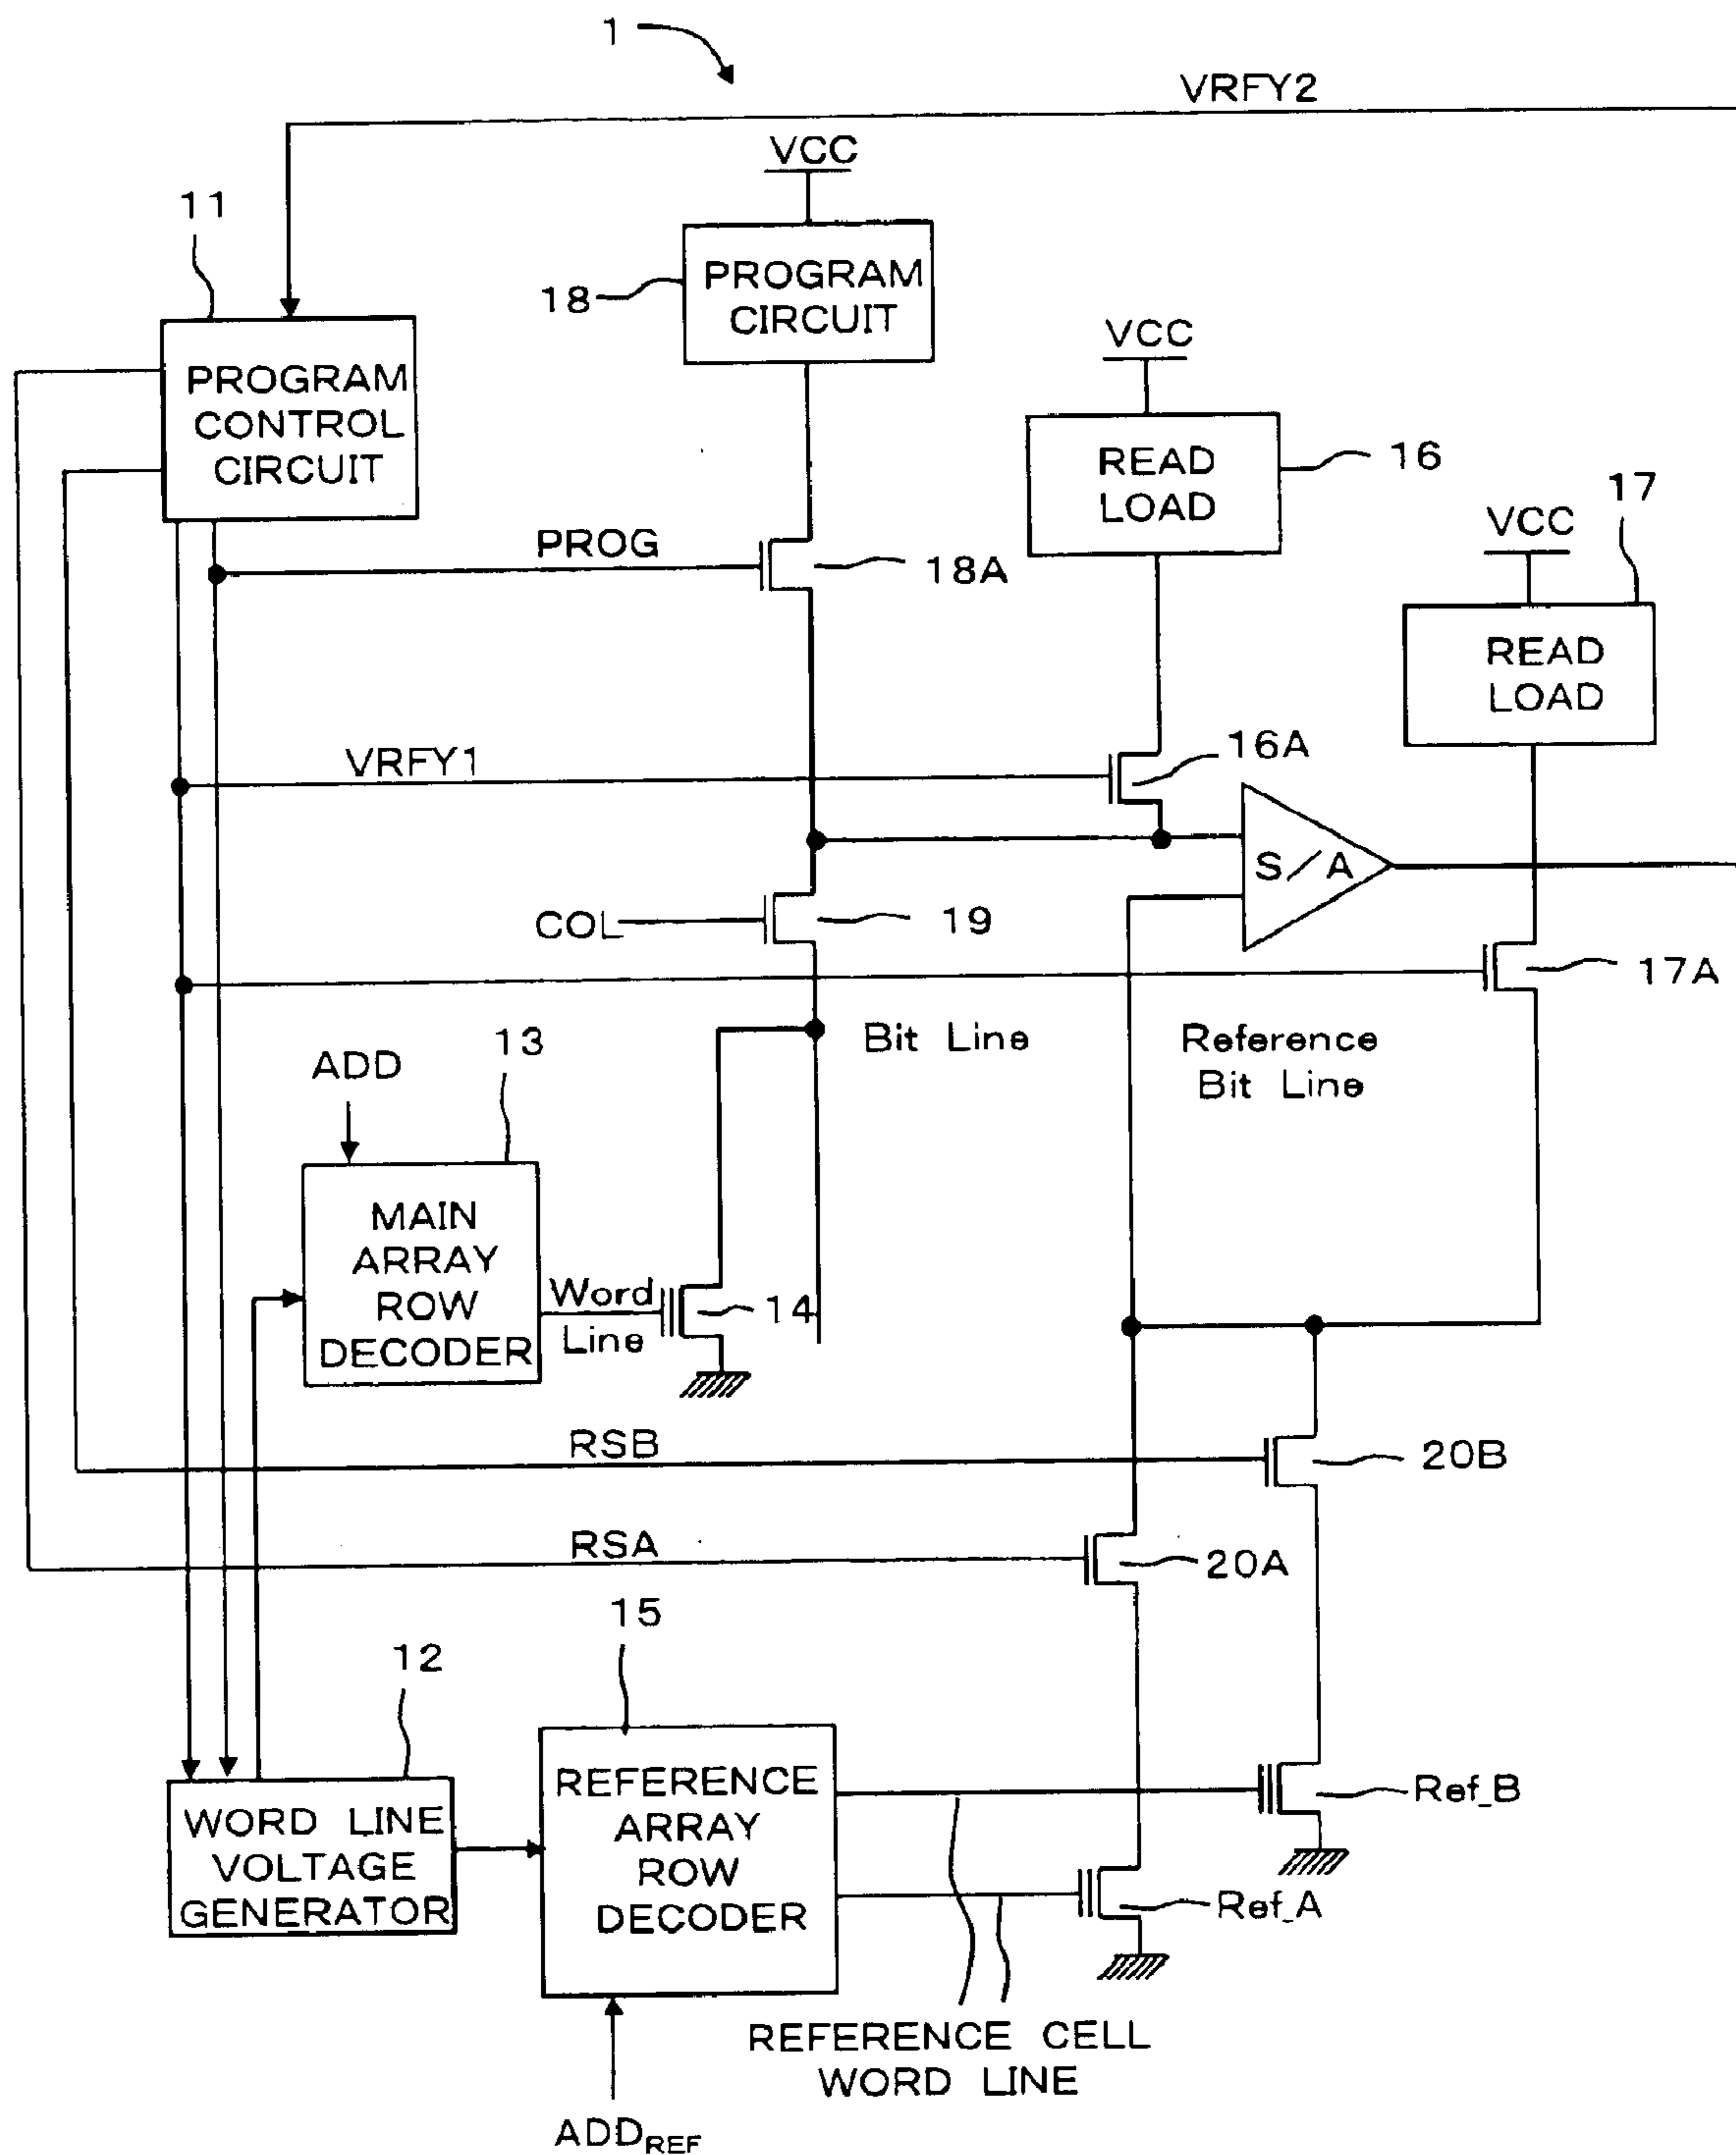 1
VRFY2
VCC
11
18
PROGRAM
CIRCUIT
VCC
PROGRAM
CONTROL
CIRCUIT
READ
LOAD
16
17
VCC
PROG
18A
READ
LOAD
VRFY1
16A
S/A
COL
19
17A
Bit Line
Reference
Bit Line
13
ADD
MAIN
ARRAY
ROW
DECODER
Word
Line
14
RSB
20B
RSA
20A
15
12
REFERENCE
ARRAY
ROW
DECODER
Ref_B
WORD LINE
VOLTAGE
GENERATOR
Ref_A
REFERENCE CELL
WORD LINE
ADDREF